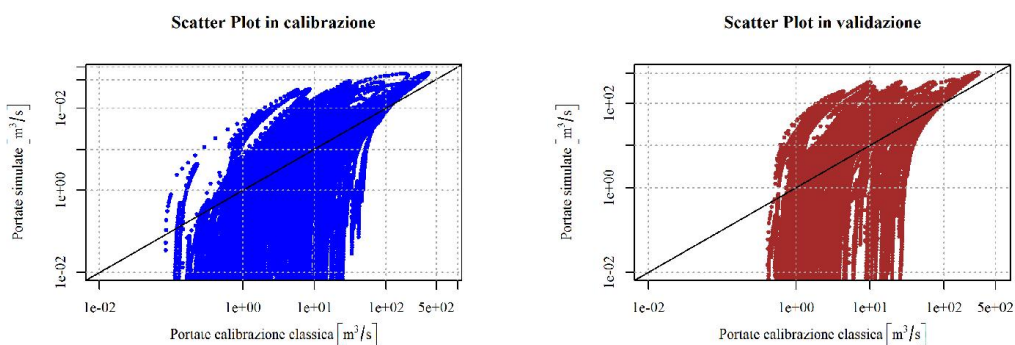 Scatter Plot in calibrazione
Portate simulate [m³/s]
1e-02
1e+00
1e-02
1e-02
1e+00
1e+01
1e+02
5e+02
Portate calibrazione classica [m³/s]
Scatter Plot in validazione
Portate simulate [m³/s]
1e+02
1e+00
1e-02
1e-02
1e+00
1e+01
1e+02
5e+02
Portate calibrazione classica [m³/s]